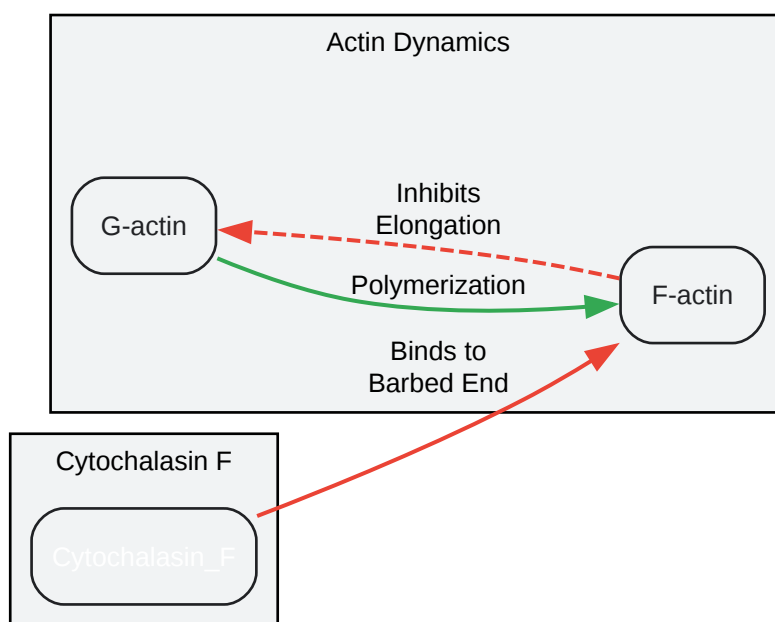 Actin Dynamics
Inhibits
Elongation
G-actin
Polymerization
F-actin
Binds to
Barbed End
Cytochalasin F
Cytochalasin_F